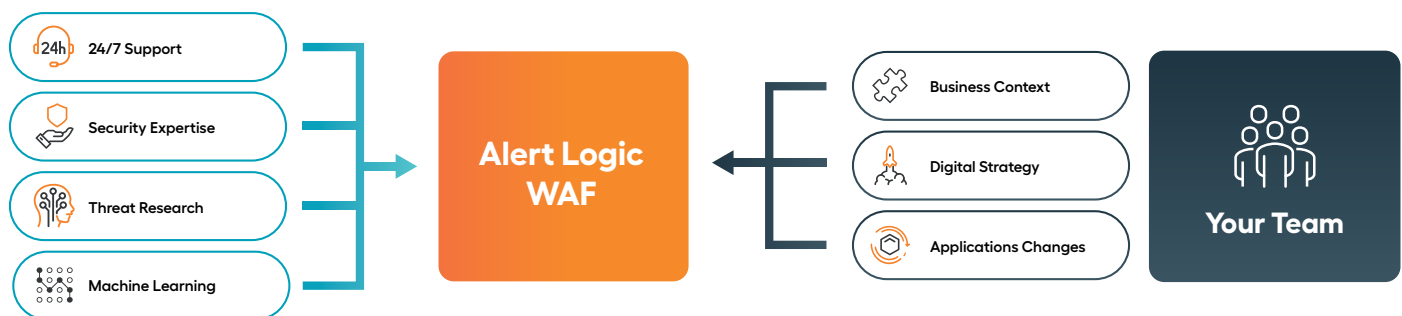 24h
24/7 Support
Security Expertise
Threat Research
Machine Learning
Alert Logic
WAF
Business Context
Digital Strategy
Applications Changes
Your Team